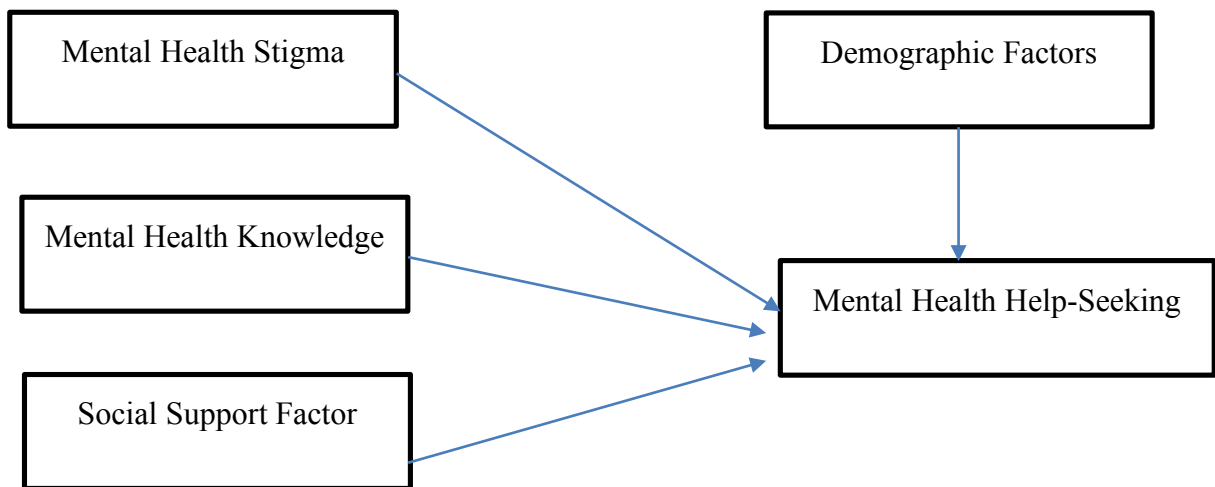 Mental Health Stigma
Demographic Factors
Mental Health Knowledge
Mental Health Help-Seeking
Social Support Factor